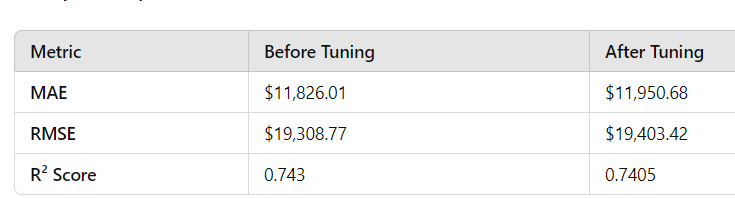 Metric Before Tuning After Tuning
MAE $11,826.01 $11,950.68
RMSE $19,308.77 $19,403.42
R² Score 0.743 0.7405